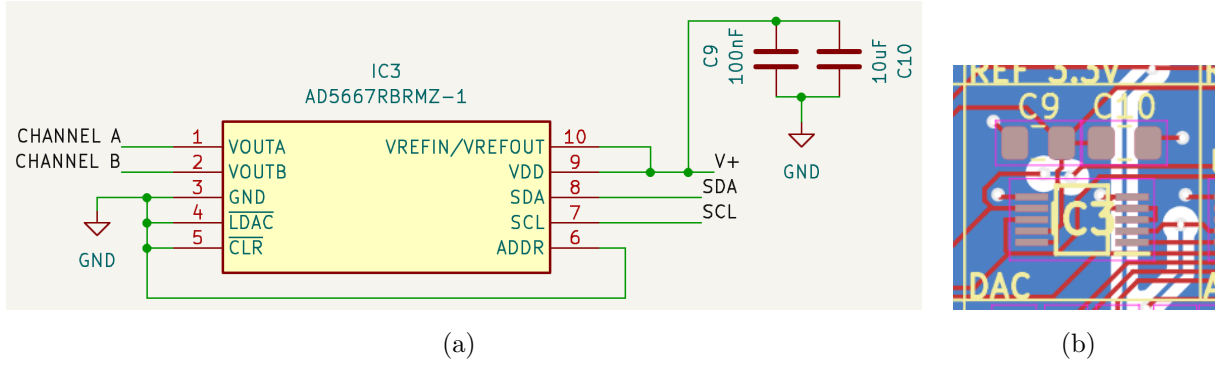 C9
100nF
10uF
C10
IC3
AD5667RBRMZ-1
CHANNEL A
CHANNEL B
1
VOUTA
2
VOUTB
3
GND
4
LDAC
5
CLR
VREFIN/VREFOUT
10
VDD
9
SDA
8
SCL
7
ADDR
6
V+
SDA
SCL
GND
GND
REF 3.3V
C9
C10
C3
DAC
(a)
(b)